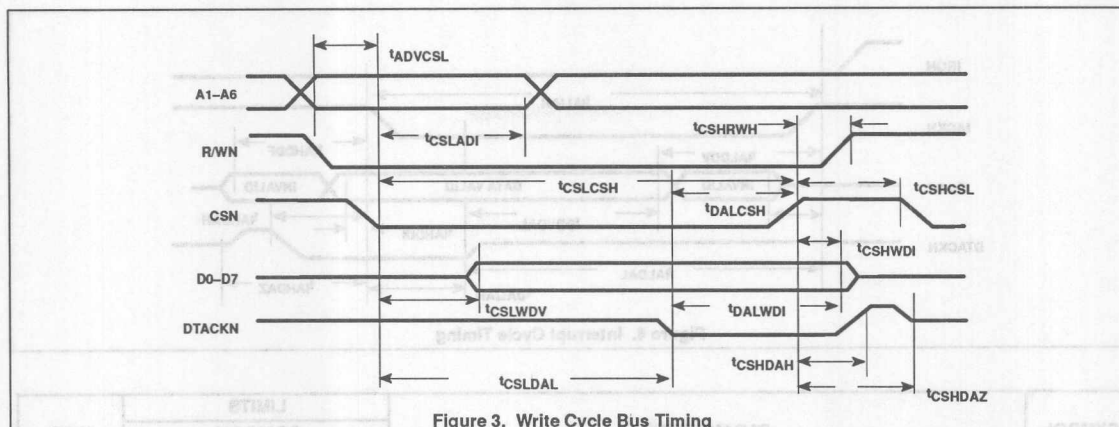 tADVCSL
A1–A6
tCSLADI
tCSHRWH
R/WN
tCSLCSH
tCSHCSL
CSN
tDALCSH
tCSHWDI
D0–D7
tCSLWDV
tDALWDI
DTACKN
tCSHDAH
tCSLDAL
tCSHDAZ
Figure 3. Write Cycle Bus Timing